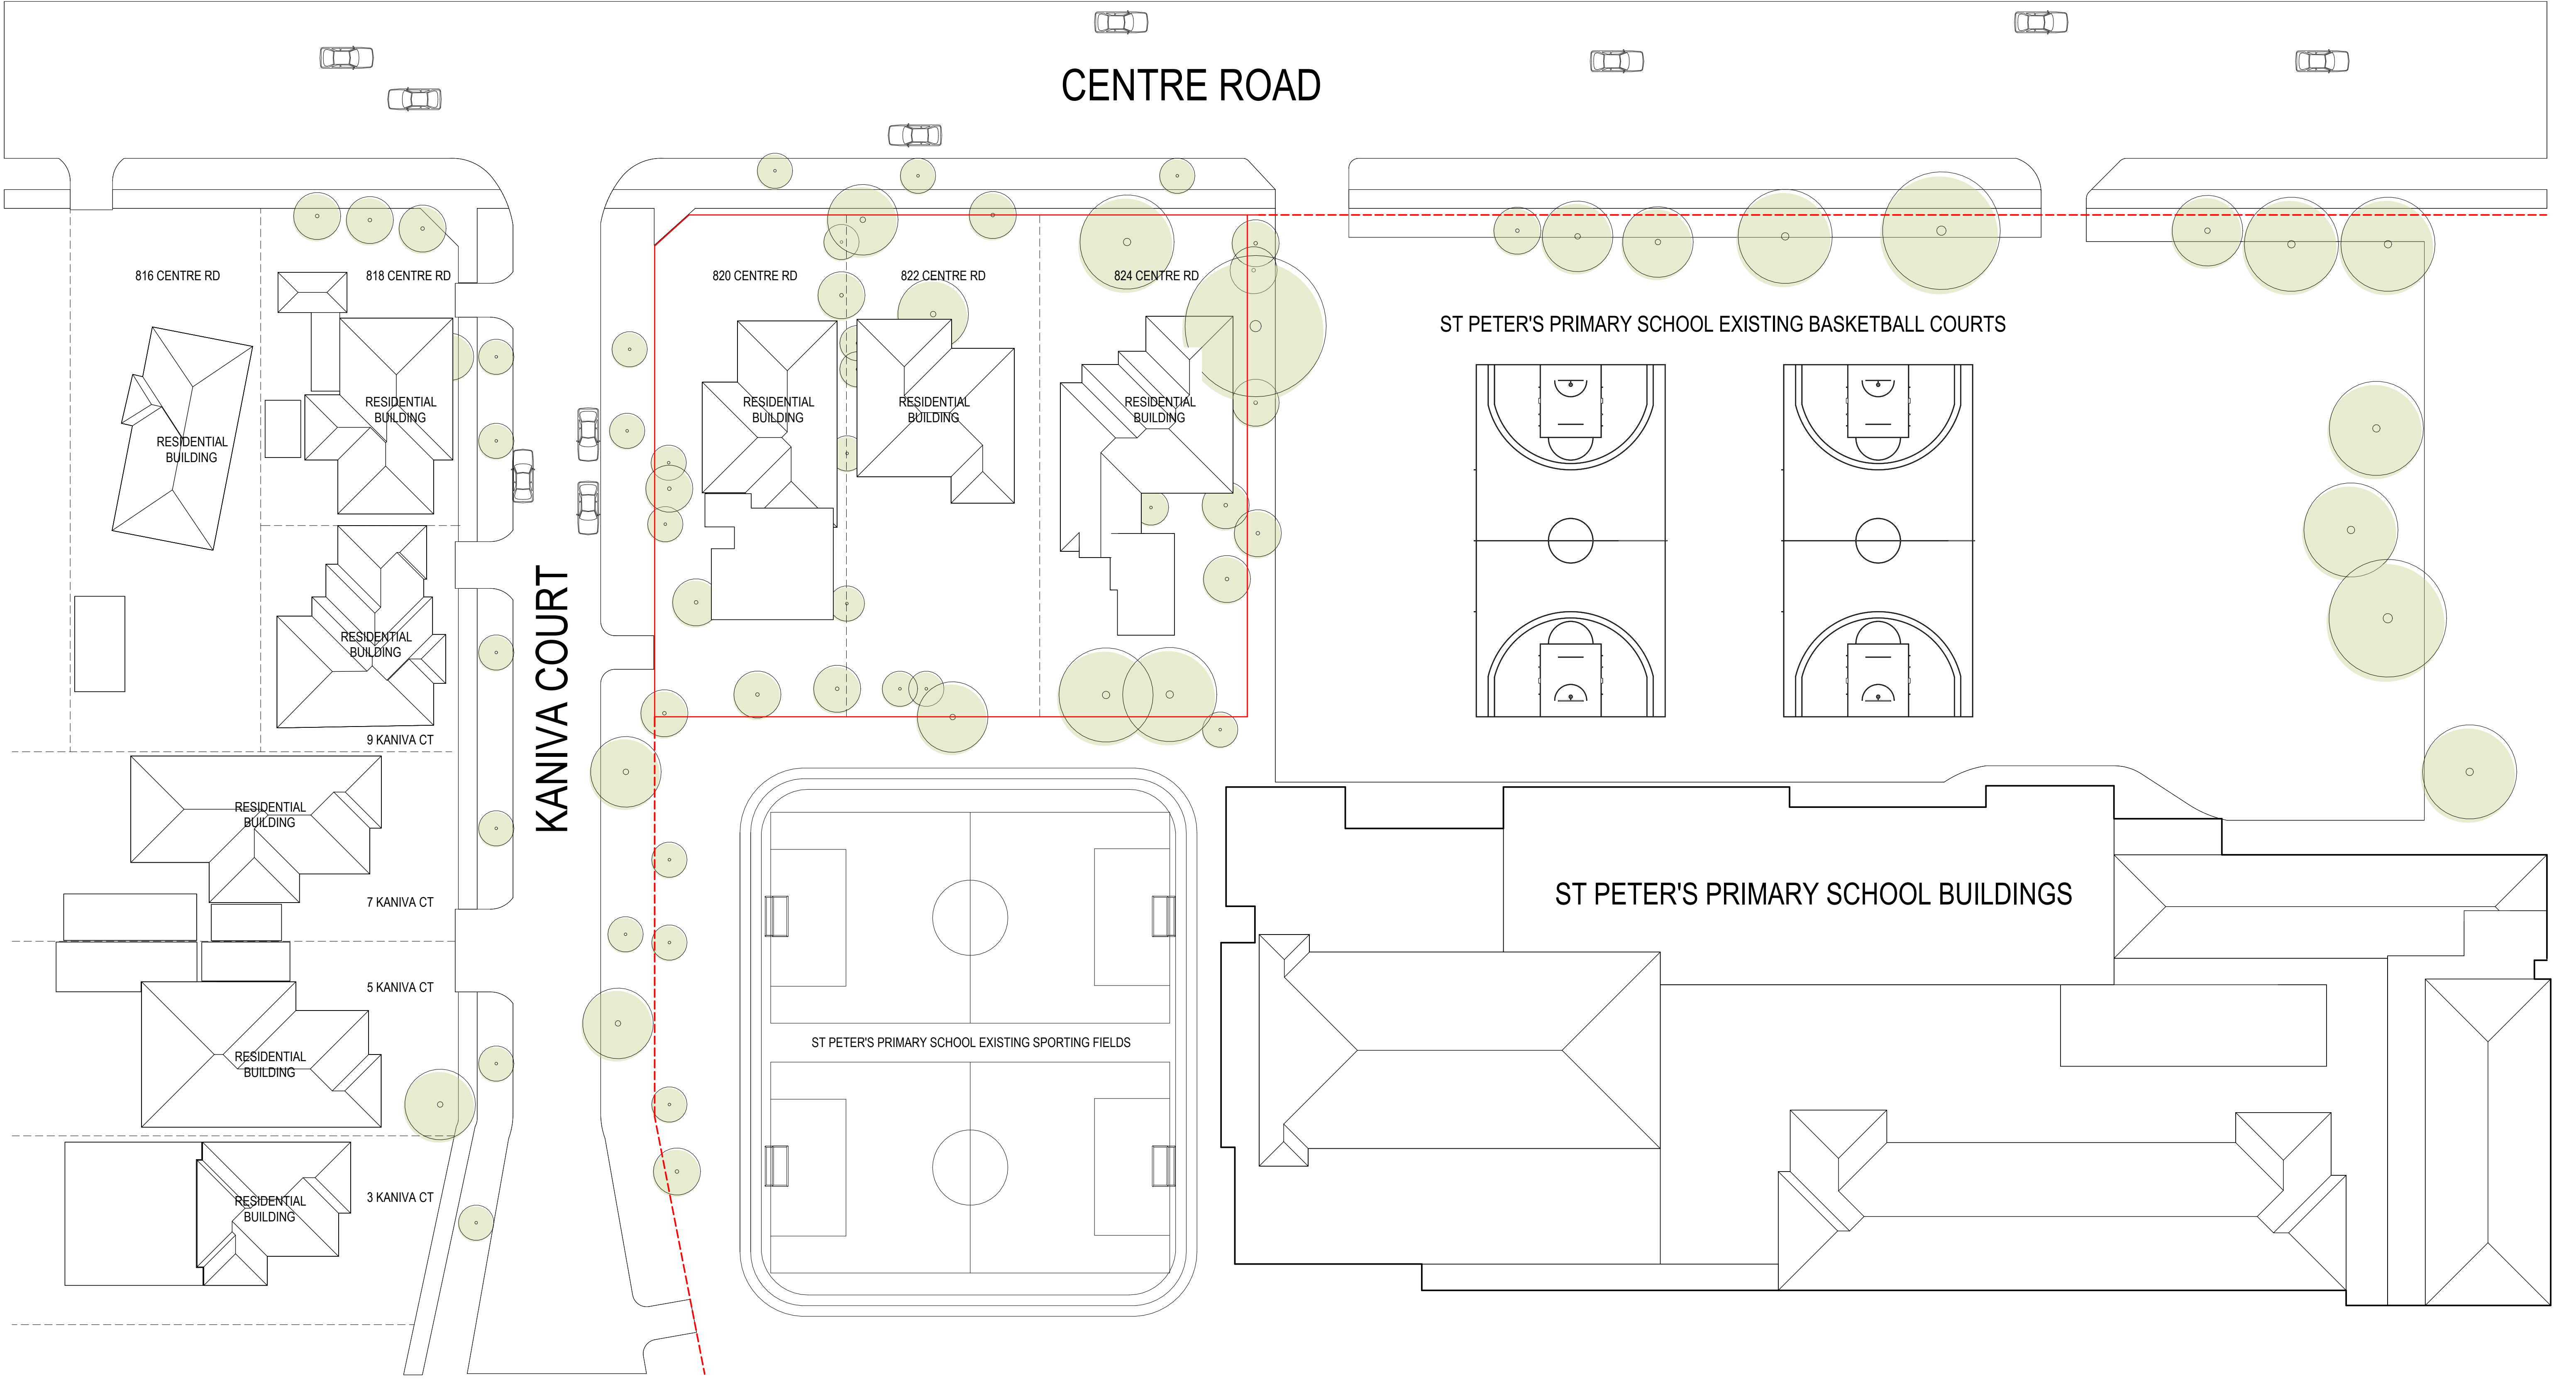 CENTRE ROAD
816 CENTRE RD
818 CENTRE RD
820 CENTRE RD
822 CENTRE RD
824 CENTRE RD
ST PETER'S PRIMARY SCHOOL EXISTING BASKETBALL COURTS
RESIDENTIAL
BUILDING
RESIDENTIAL
BUILDING
RESIDENTIAL
BUILDING
RESIDENTIAL
BUILDING
RESIDENTIAL
BUILDING
RESIDENTIAL
BUILDING
9 KANIVA CT
KANIVA COURT
RESIDENTIAL
BUILDING
7 KANIVA CT
ST PETER'S PRIMARY SCHOOL BUILDINGS
5 KANIVA CT
ST PETER'S PRIMARY SCHOOL EXISTING SPORTING FIELDS
RESIDENTIAL
BUILDING
3 KANIVA CT
RESIDENTIAL
BUILDING